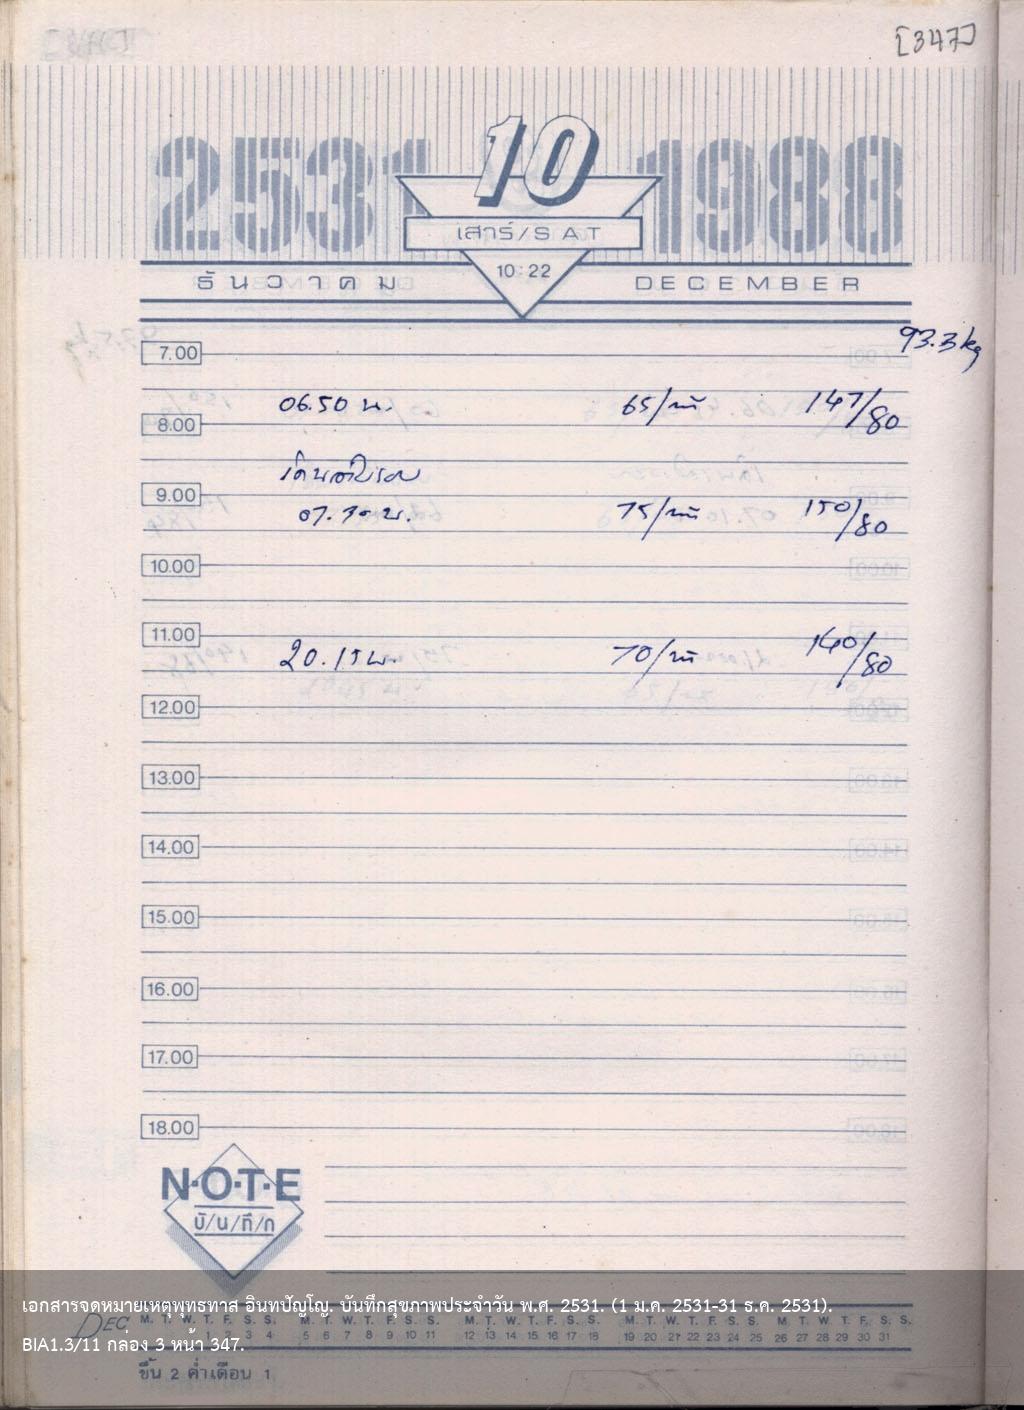 [347]
2531 10 1988
เสาร์/SAT
10:22
ธันวาคม DECEMBER
93.3 kg
7.00
06.50 น. 65/นาที 147/80
8.00
เดินรอบ
9.00
07.30 น. 75/นาที 150/80
10.00
11.00
20.15 น. 70/นาที 140/80
12.00
13.00
14.00
15.00
16.00
17.00
18.00
N·O·T·E
บั/น/ทึ/ก
เอกสารจดหมายเหตุพุทธทาส อินทปัญโญ. บันทึกสุขภาพประจำวัน พ.ศ. 2531. (1 ม.ค. 2531-31 ธ.ค. 2531).
DEC M. T. W. T. F. S. S. M. T. W. T. F. S. S. M. T. W. T. F. S. S. M. T. W. T. F. S. S. M. T. W. T. F. S. S.
1 2 3 4 5 6 7 8 9 10 11 12 13 14 15 16 17 18 19 20 21 22 23 24 25 26 27 28 29 30 31
BIA1.3/11 กล่อง 3 หน้า 347.
ขึ้น 2 ค่ำเดือน 1